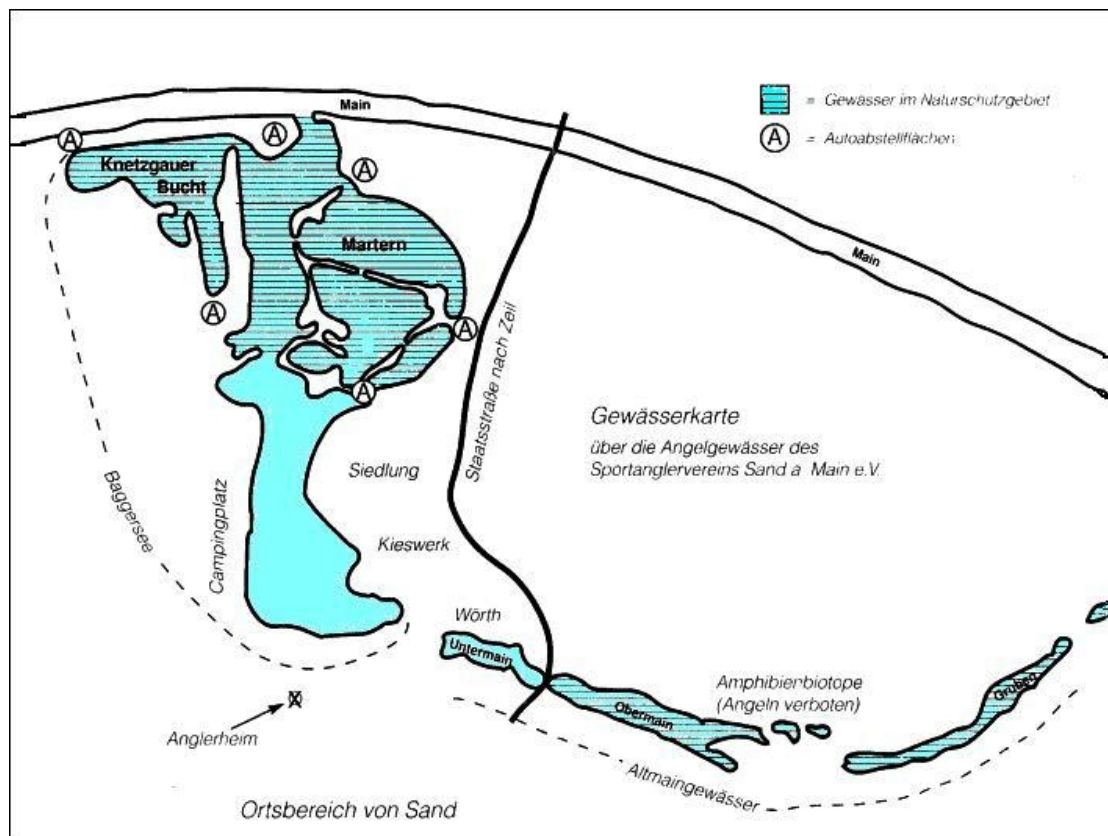 Main
= Gewässer im Naturschutzgebiet
A
= Autoabstellflächen
A
A
A
Knetzgauer
Bucht
Martern
Main
A
A
A
Staatsstraße nach Zeil
Gewässerkarte
über die Angelgewässer des
Sportanglervereins Sand a Main e.V.
Siedlung
Baggersee
Campingplatz
Kieswerk
Wörth
Untermain
Obermain
Amphibienbiotope
(Angeln verboten)
Anglerheim
Altmaingewässer
Ortsbereich von Sand